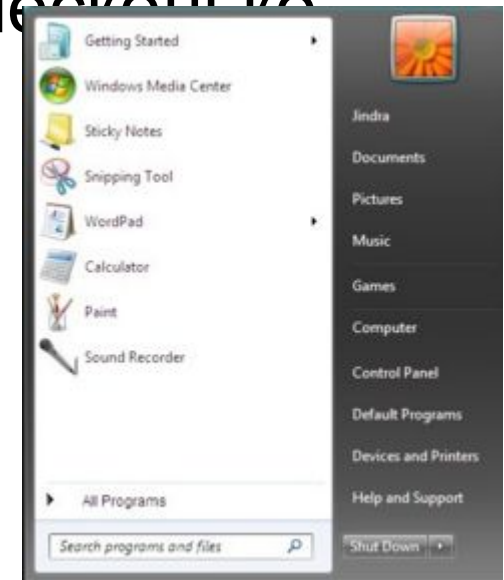 Getting Started
Windows Media Center
Sticky Notes
Snipping Tool
WordPad
Calculator
Paint
Sound Recorder
All Programs
Search programs and files
Jindra
Documents
Pictures
Music
Games
Computer
Control Panel
Default Programs
Devices and Printers
Help and Support
Shut Down